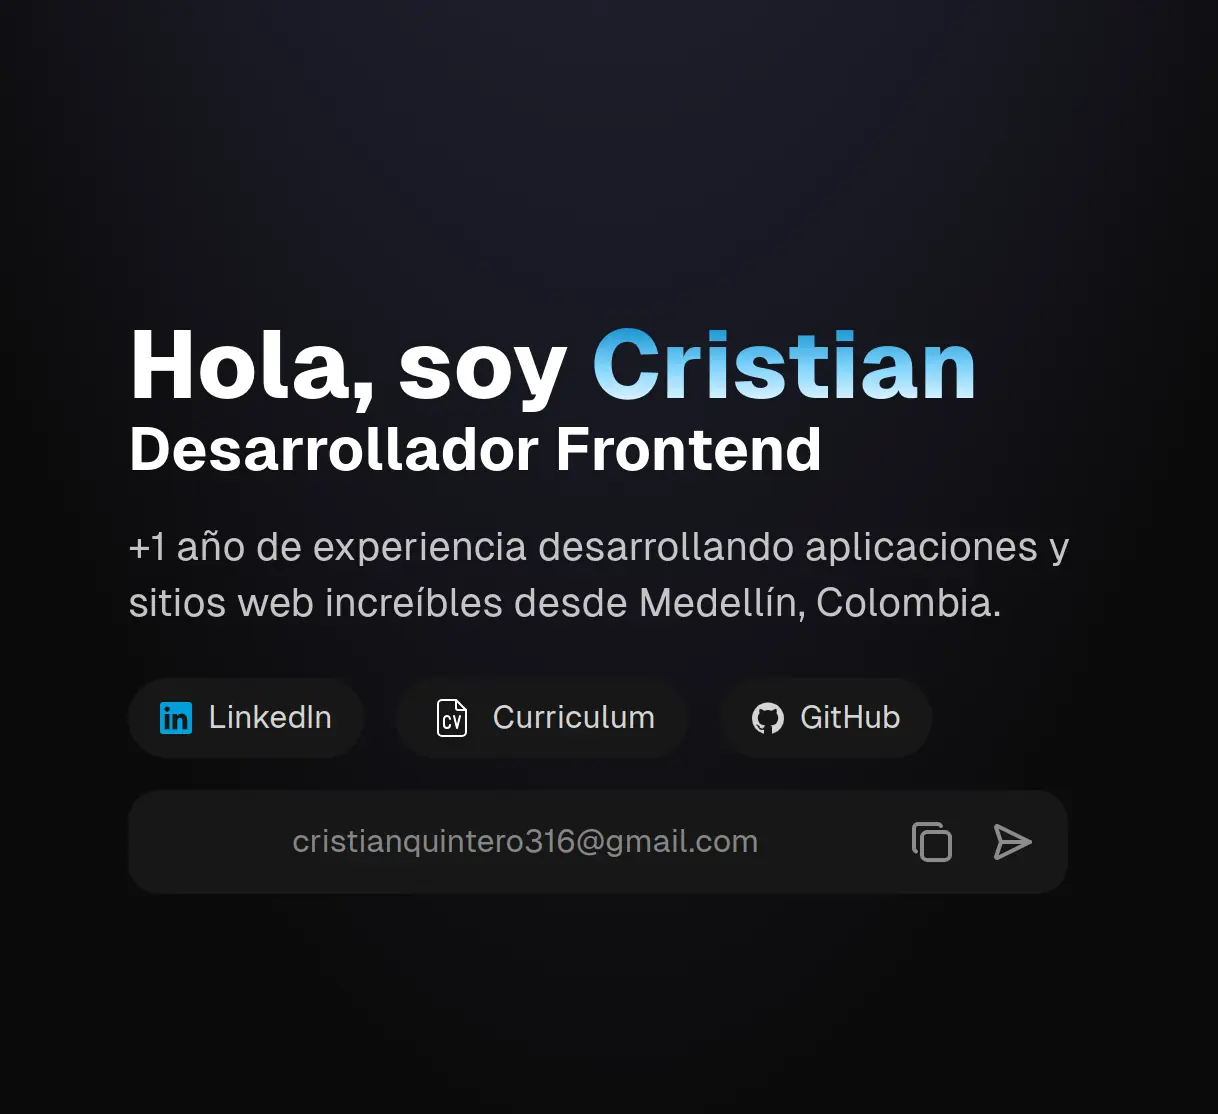 Hola, soy Cristian
Desarrollador Frontend
+1 año de experiencia desarrollando aplicaciones y
sitios web increíbles desde Medellín, Colombia.
in LinkedIn CV Curriculum GitHub
cristianquintero316@gmail.com